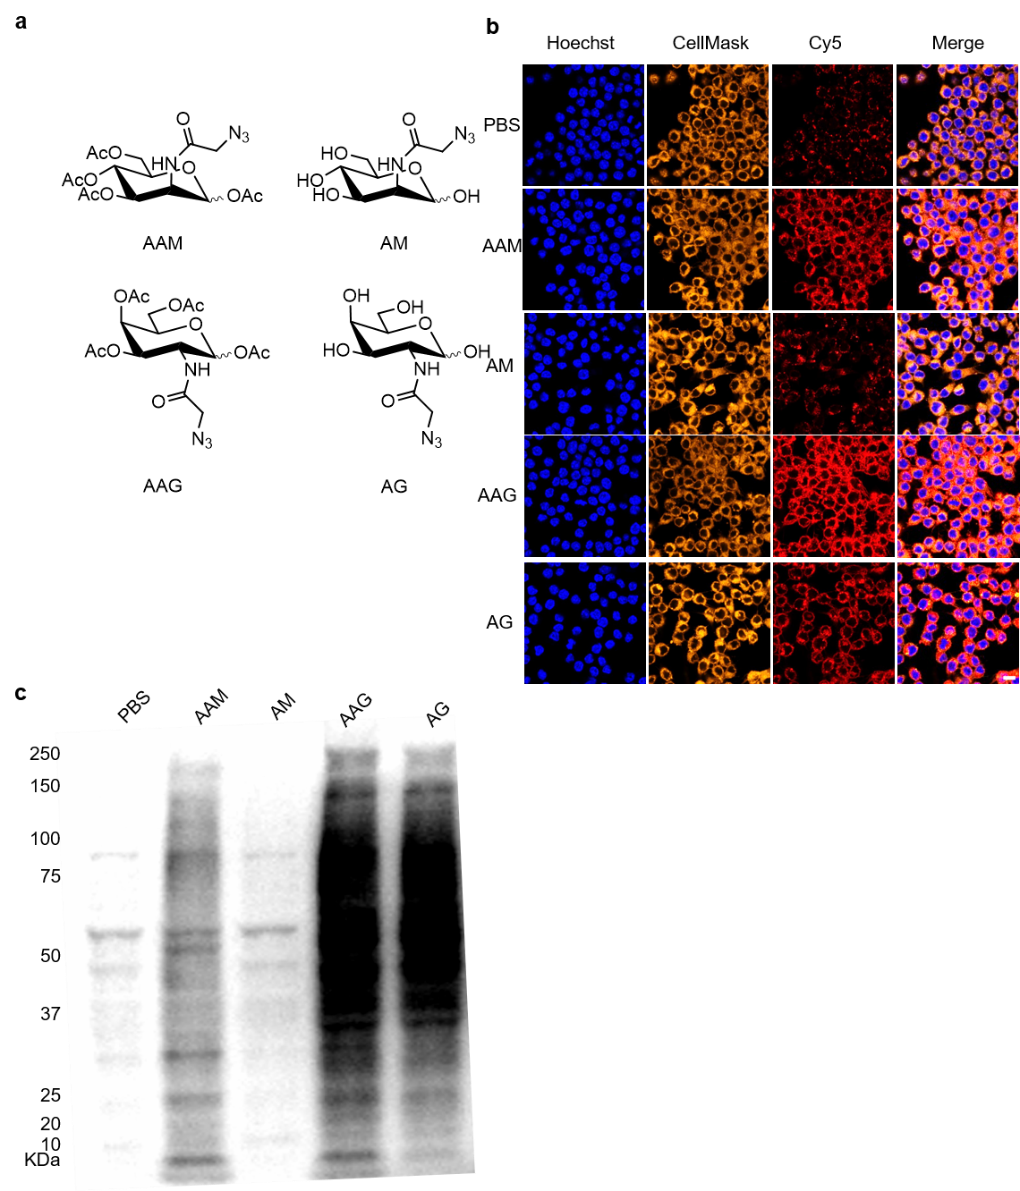 a
O
N₃
AcO
HN
O
AcO
AcO
OAc
AAM
O
N₃
HO
HN
O
HO
HO
OH
AM
OAc
OAc
O
AcO
OAc
NH
O
N₃
AAG
OH
OH
O
HO
OH
NH
O
N₃
AG
b
Hoechst CellMask Cy5 Merge
PBS
AAM
AM
AAG
AG
c
PBS AAM AM AAG AG
250
150
100
75
50
37
25
20
10
KDa